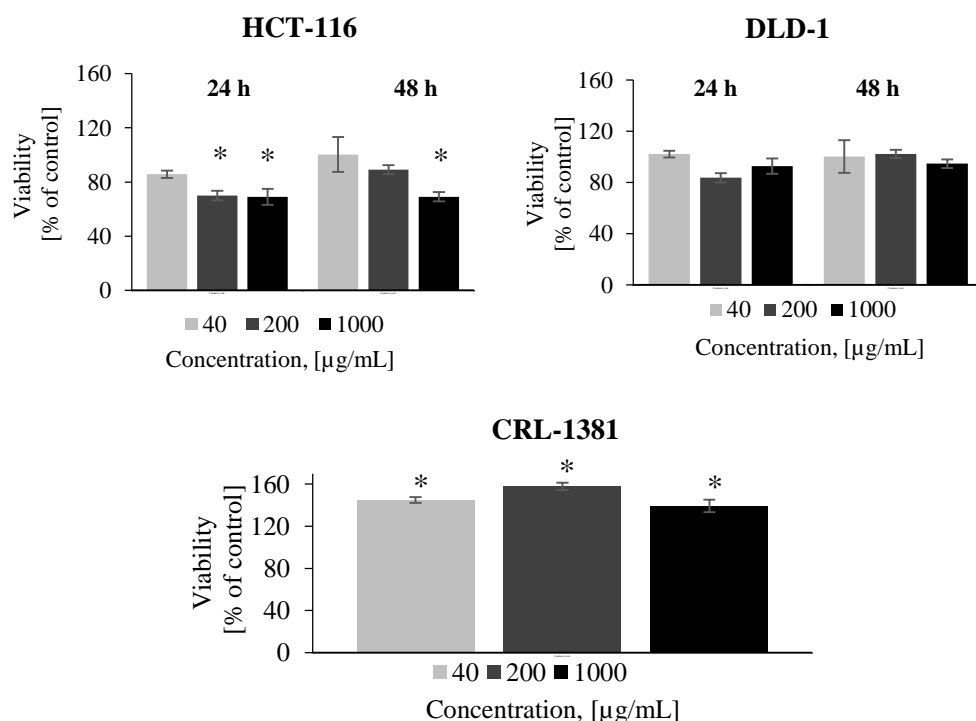 HCT-116
160
120
80
40
0
Viability
[% of control]
24 h
48 h
*
*
*
40 200 1000
Concentration, [µg/mL]
DLD-1
160
120
80
40
0
Viability
[% of control]
24 h
48 h
40 200 1000
Concentration, [µg/mL]
CRL-1381
160
120
80
40
0
Viability
[% of control]
*
*
*
40 200 1000
Concentration, [µg/mL]